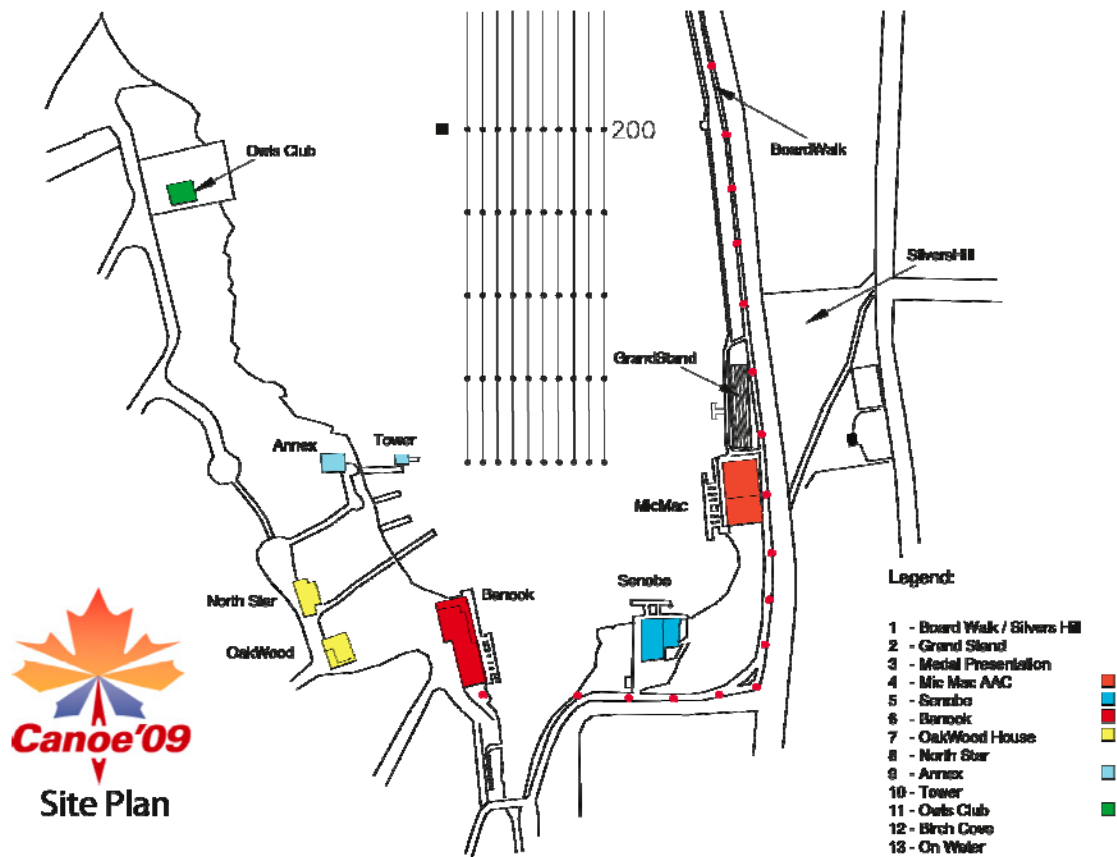 200
Owls Club
BoardWalk
SilversHill
GrandStand
Annex
Tower
MicMac
Senobe
Banook
North Star
OakWood
Canoe'09
Site Plan
Legend:
1 - Board Walk / Silvers Hill
2 - Grand Stand
3 - Medal Presentation
4 - Mic Mac AAC
5 - Senobe
6 - Banook
7 - OakWood House
8 - North Star
9 - Annex
10 - Tower
11 - Owls Club
12 - Birch Cove
13 - On Water